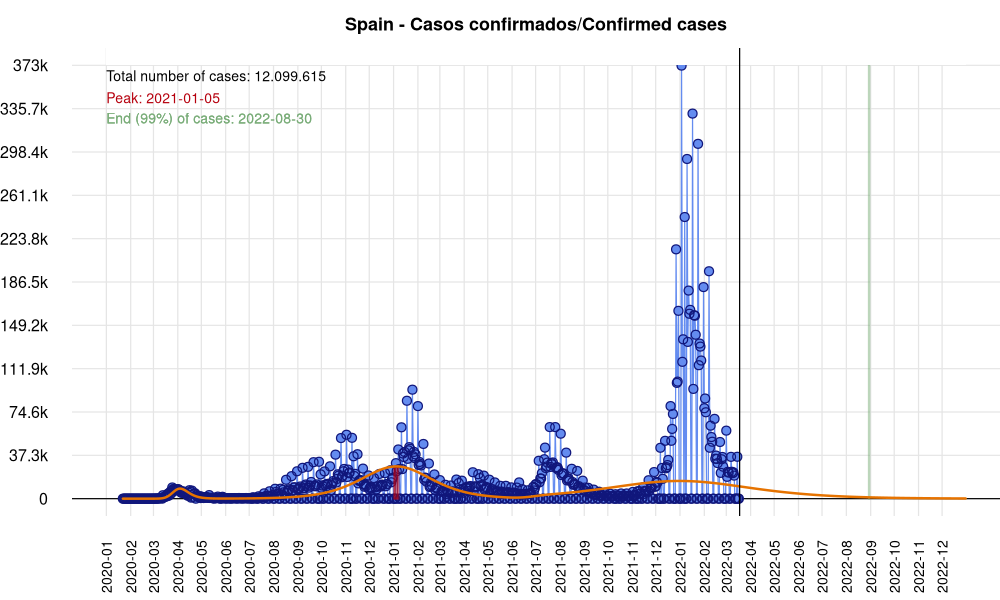 Spain - Casos confirmados/Confirmed cases
373k
Total number of cases: 12.099.615
Peak: 2021-01-05
335.7k
End (99%) of cases: 2022-08-30
298.4k
261.1k
223.8k
186.5k
149.2k
111.9k
74.6k
37.3k
0
2020-01
2020-02
2020-03
2020-04
2020-05
2020-06
2020-07
2020-08
2020-09
2020-10
2020-11
2020-12
2021-01
2021-02
2021-03
2021-04
2021-05
2021-06
2021-07
2021-08
2021-09
2021-10
2021-11
2021-12
2022-01
2022-02
2022-03
2022-04
2022-05
2022-06
2022-07
2022-08
2022-09
2022-10
2022-11
2022-12